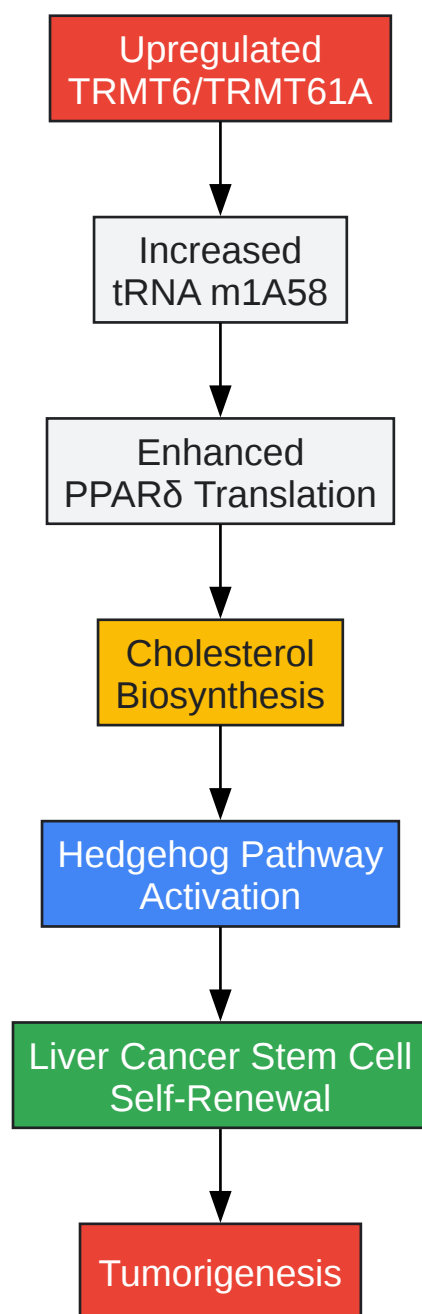 Upregulated
TRMT6/TRMT61A
Increased
tRNA m1A58
Enhanced
PPARδ Translation
Cholesterol
Biosynthesis
Hedgehog Pathway
Activation
Liver Cancer Stem Cell
Self-Renewal
Tumorigenesis